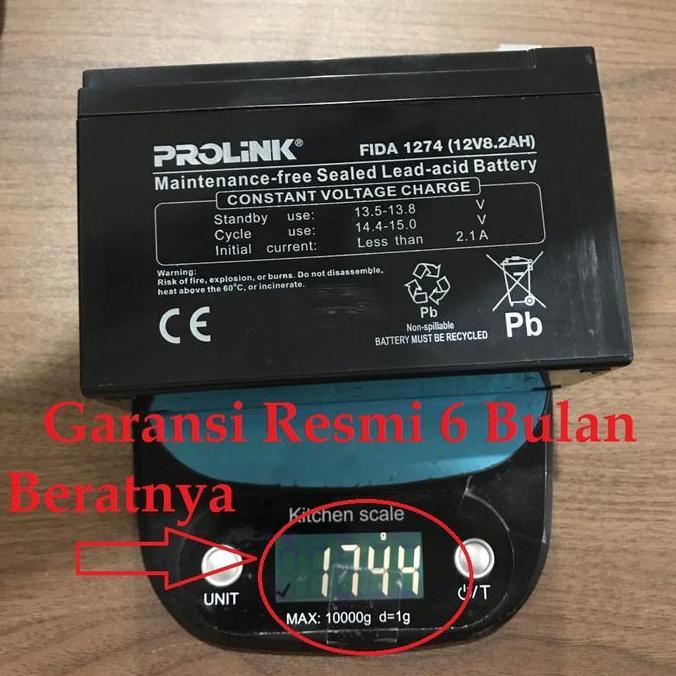 PROLiNK® FIDA 1274 (12V8.2AH)
Maintenance-free Sealed Lead-acid Battery
CONSTANT VOLTAGE CHARGE
Standby use: 13.5-13.8 V
Cycle use: 14.4-15.0 V
Initial current: Less than 2.1A
Warning:
Risk of fire, explosion, or burns. Do not disassemble,
heat above the 60°C, or incinerate.
CE
Pb
Non-spillable
BATTERY MUST BE RECYCLED
Pb
Garansi Resmi 6 Bulan
Beratnya
Kitchen scale
g
1744
UNIT
⏻/T
MAX: 10000g d=1g